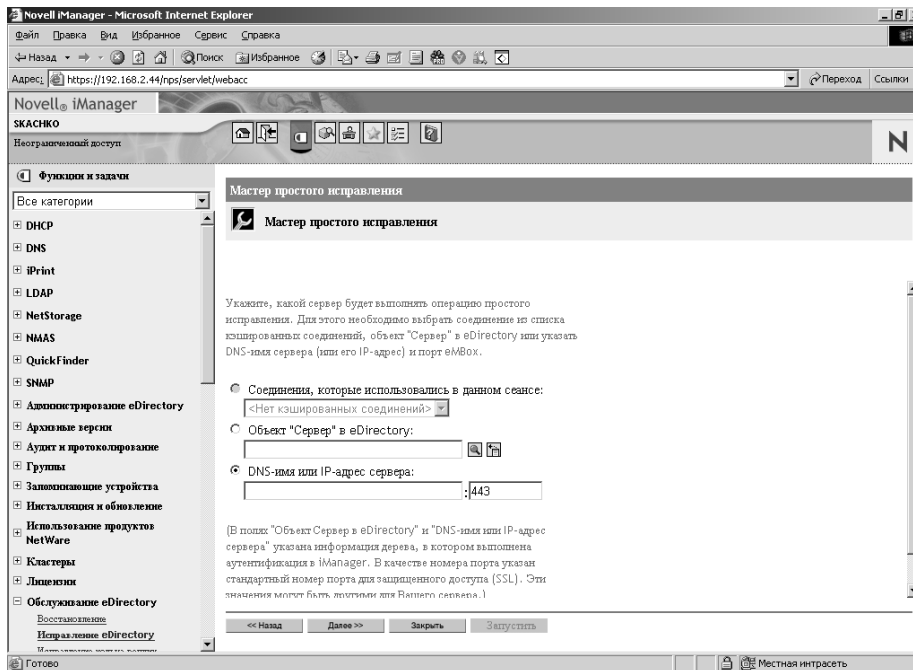 Novell iManager - Microsoft Internet Explorer
Файл Правка Вид Избранное Сервис Справка
Назад Поиск Избранное
Адрес: https://192.168.2.44/nps/servlet/webacc Переход Ссылки
Novell® iManager
SKACHKO
Неограниченный доступ
N
Функции и задачи
Все категории
DHCP
DNS
iPrint
LDAP
NetStorage
NMAS
QuickFinder
SNMP
Администрирование eDirectory
Архивные версии
Аудит и протоколирование
Группы
Запоминающие устройства
Инсталляция и обновление
Использование продуктов
NetWare
Кластеры
Лицензии
Обслуживание eDirectory
Восстановление
Исправление eDirectory
Мастер простого исправления
Мастер простого исправления
Укажите, какой сервер будет выполнять операцию простого
исправления. Для этого необходимо выбрать соединение из списка
кэшированных соединений, объект "Сервер" в eDirectory или указать
DNS-имя сервера (или его IP-адрес) и порт eMBox.
Соединения, которые использовались в данном сеансе:
<Нет кэшированных соединений>
Объект "Сервер" в eDirectory:
DNS-имя или IP-адрес сервера:
: 443
(В полях "Объект Сервер в eDirectory" и "DNS-имя или IP-адрес
сервера" указана информация дерева, в котором выполнена
аутентификация в iManager. В качестве номера порта указан
стандартный номер порта для защищенного доступа (SSL). Эти
значения могут быть другими для Вашего сервера.)
<< Назад Далее >> Закрыть Запустить
Готово Местная интрасеть